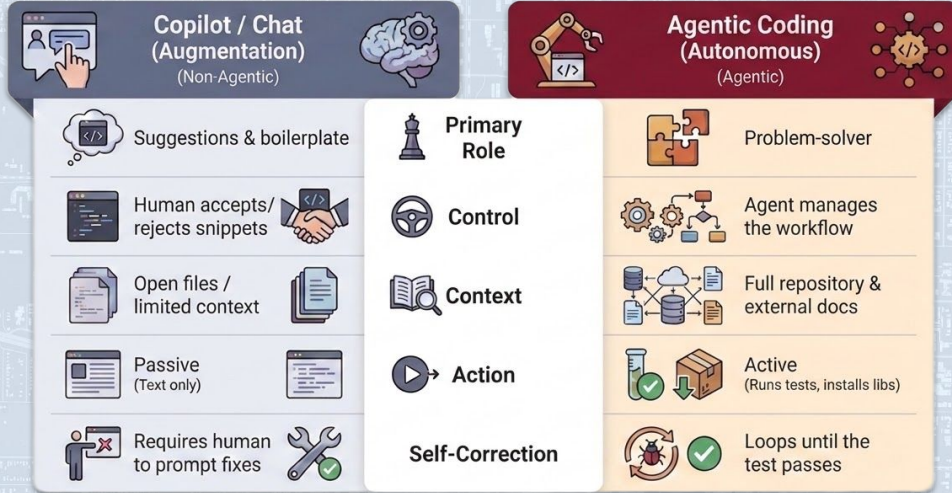 Copilot / Chat
(Augmentation)
(Non-Agentic)
Agentic Coding
(Autonomous)
(Agentic)
Suggestions & boilerplate
Primary
Role
Problem-solver
Human accepts/
rejects snippets
Control
Agent manages
the workflow
Open files /
limited context
Context
Full repository &
external docs
Passive
(Text only)
Action
Active
(Runs tests, installs libs)
Requires human
to prompt fixes
Self-Correction
Loops until the
test passes